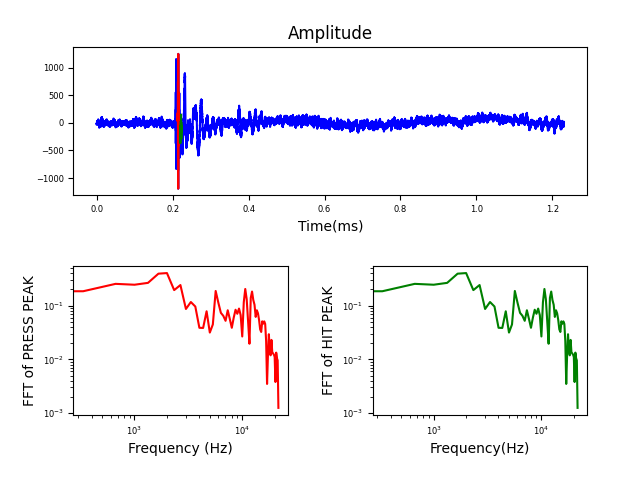 Amplitude
1000
500
0
−500
−1000
0.0 0.2 0.4 0.6 0.8 1.0 1.2
Time(ms)
FFT of PRESS PEAK
10⁻¹
10⁻²
10⁻³
10³ 10⁴
Frequency (Hz)
FFT of HIT PEAK
10⁻¹
10⁻²
10⁻³
10³ 10⁴
Frequency(Hz)